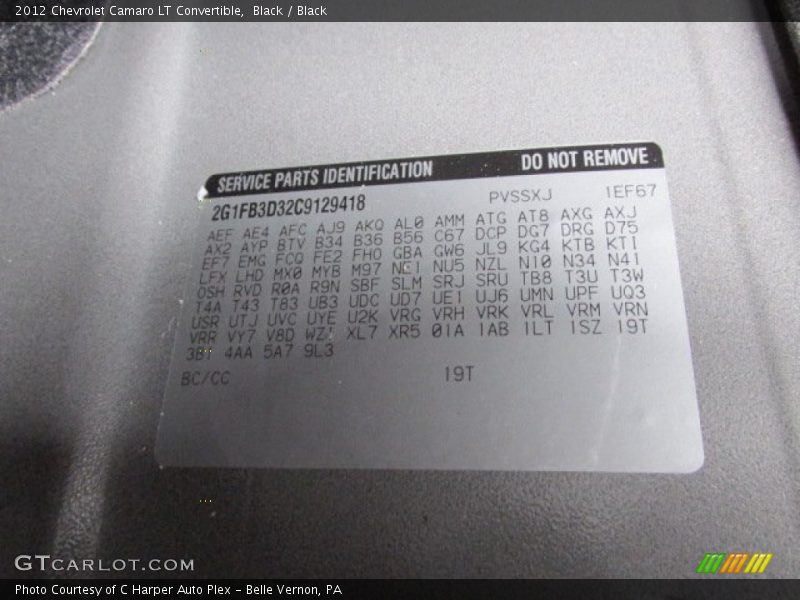 2012 Chevrolet Camaro LT Convertible,  Black / Black
SERVICE PARTS IDENTIFICATION DO NOT REMOVE
2G1FB3D32C9129418 PVSSXJ 1EF67
AEF AE4 AFC AJ9 AKQ AL0 AMM ATG AT8 AXG AXJ
AX2 AYP BTV B34 B36 B56 C67 DCP DG7 DRG D75
EF7 EMG FCQ FE2 FHO GBA GW6 JL9 KG4 KTB KTI
LFX LHD MX0 MYB M97 NE1 NU5 NZL N10 N34 N41
OSH RVD R0A R9N SBF SLM SRJ SRU TB8 T3U T3W
T4A T43 T83 UB3 UDC UD7 UE1 UJ6 UMN UPF UQ3
USR UTJ UVC UYE U2K VRG VRH VRK VRL VRM VRN
VRR VY7 V8D XL7 XR5 01A 1AB 1LT 1SZ 19T
4AA 5A7 9L3
BC/CC 19T
GTCARLOT.COM
Photo Courtesy of C Harper Auto Plex – Belle Vernon, PA